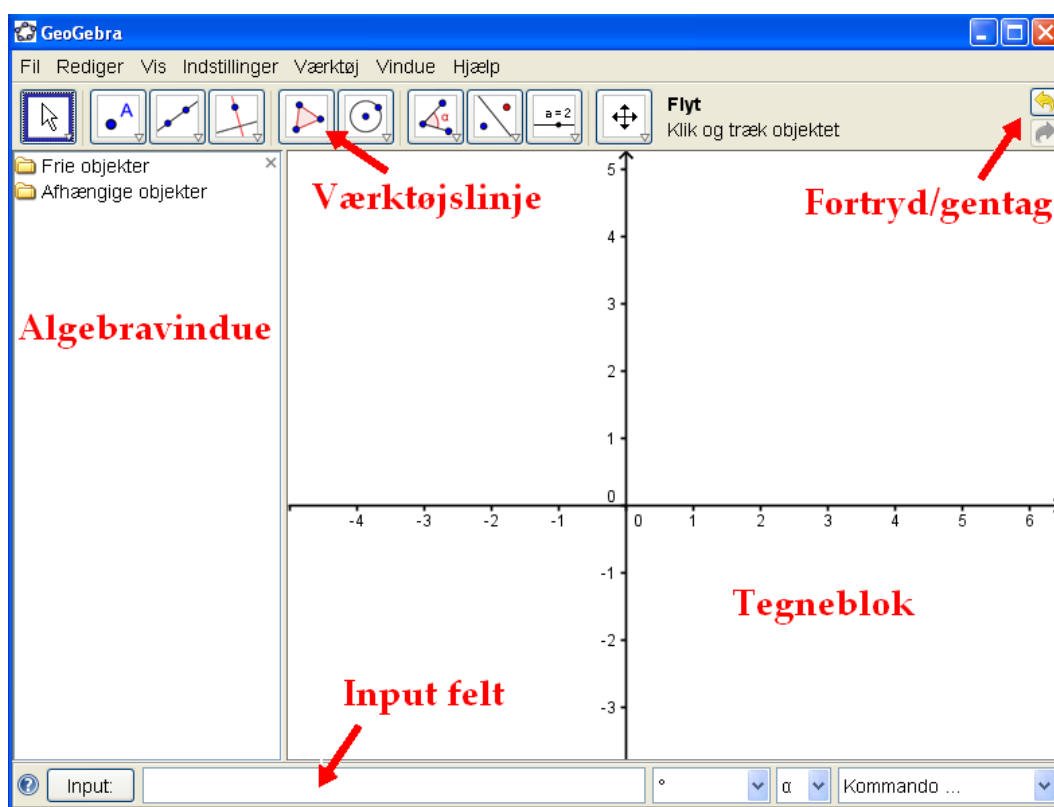 GeoGebra
Fil Rediger Vis Indstillinger Værktøj Vindue Hjælp
A
α
a=2
Flyt
Klik og træk objektet
Frie objekter
Afhængige objekter
Værktøjslinje
Fortryd/gentag
Algebravindue
5
4
3
2
1
0
-4 -3 -2 -1 0 1 2 3 4 5 6
-1
Tegneblok
-2
Input felt
-3
Input:
° α Kommando ...